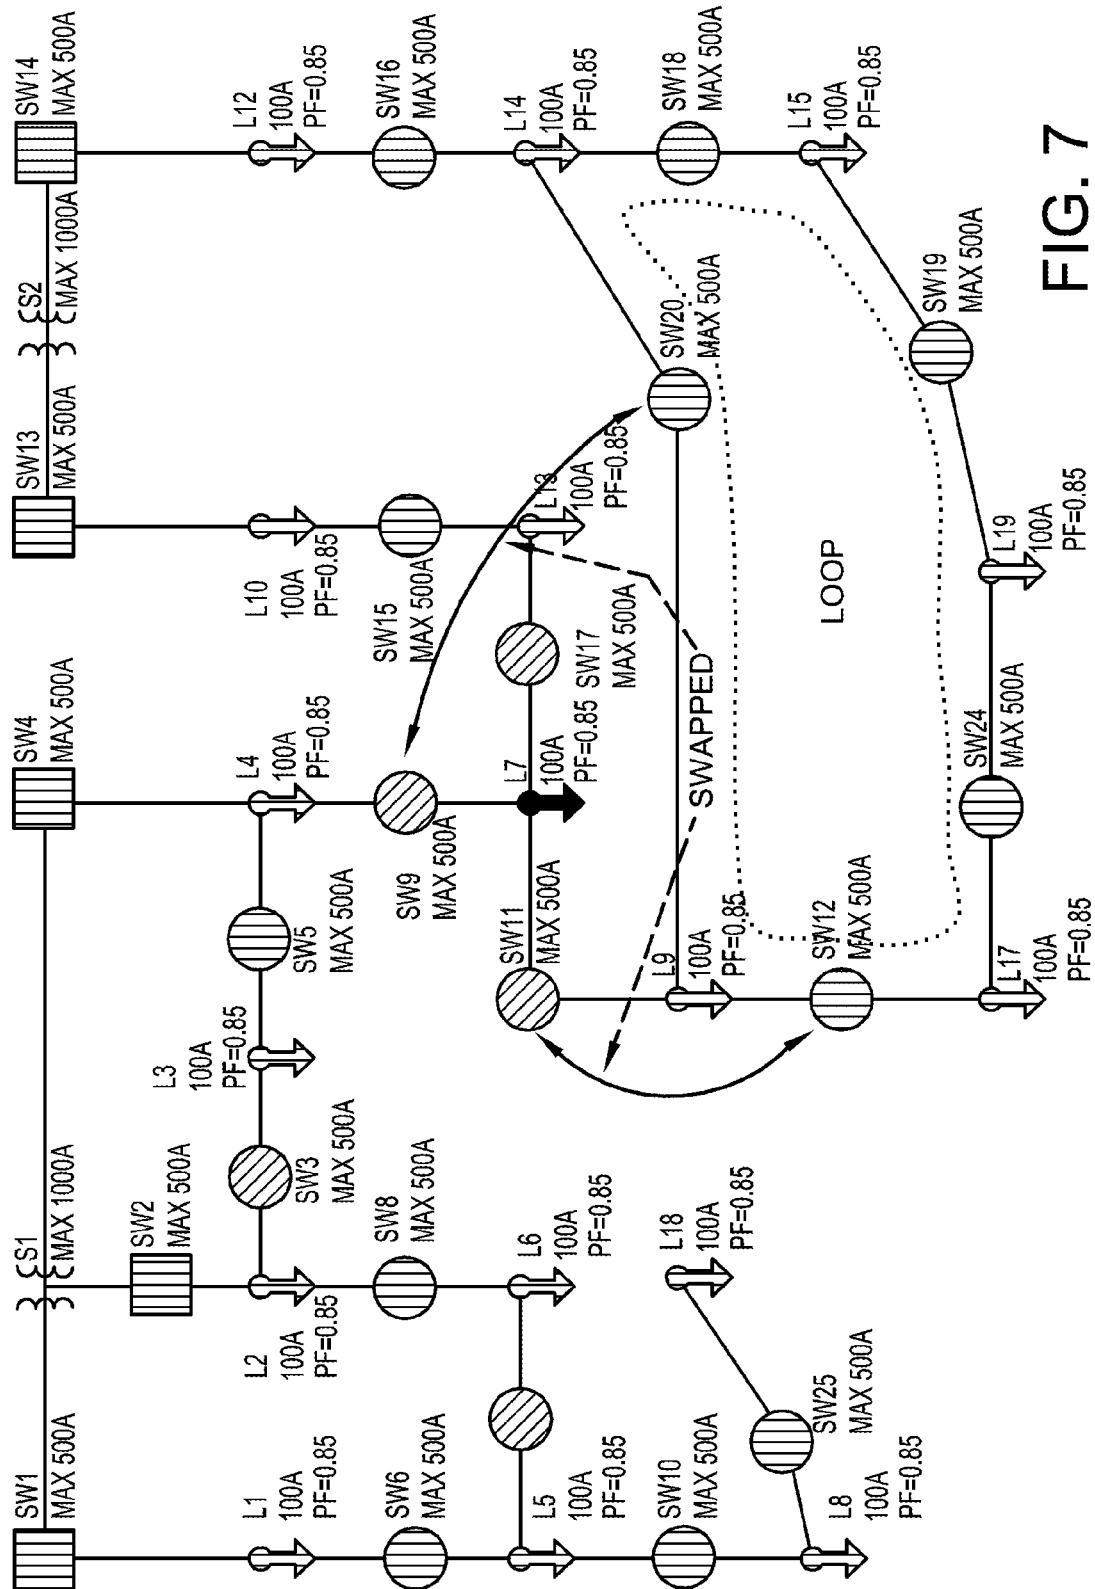 SW1
MAX 500A
S1
MAX 1000A
SW2
MAX 500A
SW4
MAX 500A
SW13
MAX 500A
S2
MAX 1000A
SW14
MAX 500A
L1
100A
PF=0.85
L2
100A
PF=0.85
SW3
MAX 500A
L3
100A
PF=0.85
SW5
MAX 500A
L4
100A
PF=0.85
L10
100A
PF=0.85
L12
100A
PF=0.85
SW6
MAX 500A
SW8
MAX 500A
SW9
MAX 500A
SW15
MAX 500A
SW16
MAX 500A
L5
100A
PF=0.85
L6
100A
PF=0.85
SW11
MAX 500A
L7
100A
PF=0.85
SW17
MAX 500A
L13
100A
PF=0.85
L14
100A
PF=0.85
SW10
MAX 500A
L18
100A
PF=0.85
L9
100A
PF=0.85
SWAPPED
SW20
MAX 500A
SW18
MAX 500A
SW25
MAX 500A
L8
100A
PF=0.85
SW12
MAX 500A
LOOP
L15
100A
PF=0.85
SW19
MAX 500A
L17
100A
PF=0.85
SW24
MAX 500A
L19
100A
PF=0.85
FIG. 7